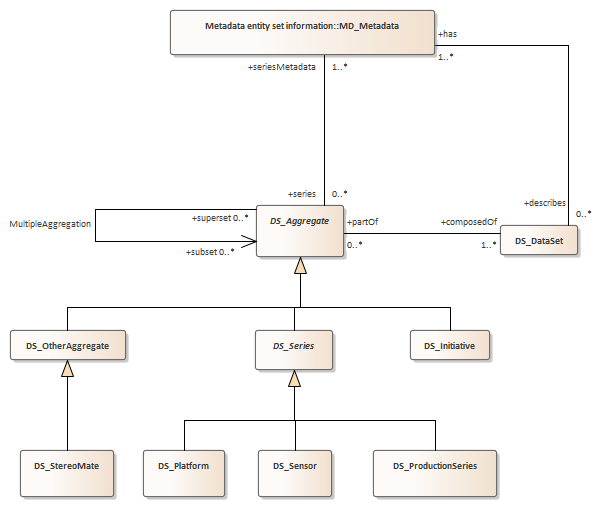 Metadata entity set information::MD_Metadata
+has
1..*
+seriesMetadata
1..*
+series
0..*
+describes
0..*
DS_Aggregate
+superset 0..*
MultipleAggregation
+subset 0..*
+partOf
0..*
+composedOf
1..*
DS_DataSet
DS_OtherAggregate
DS_Series
DS_Initiative
DS_StereoMate
DS_Platform
DS_Sensor
DS_ProductionSeries